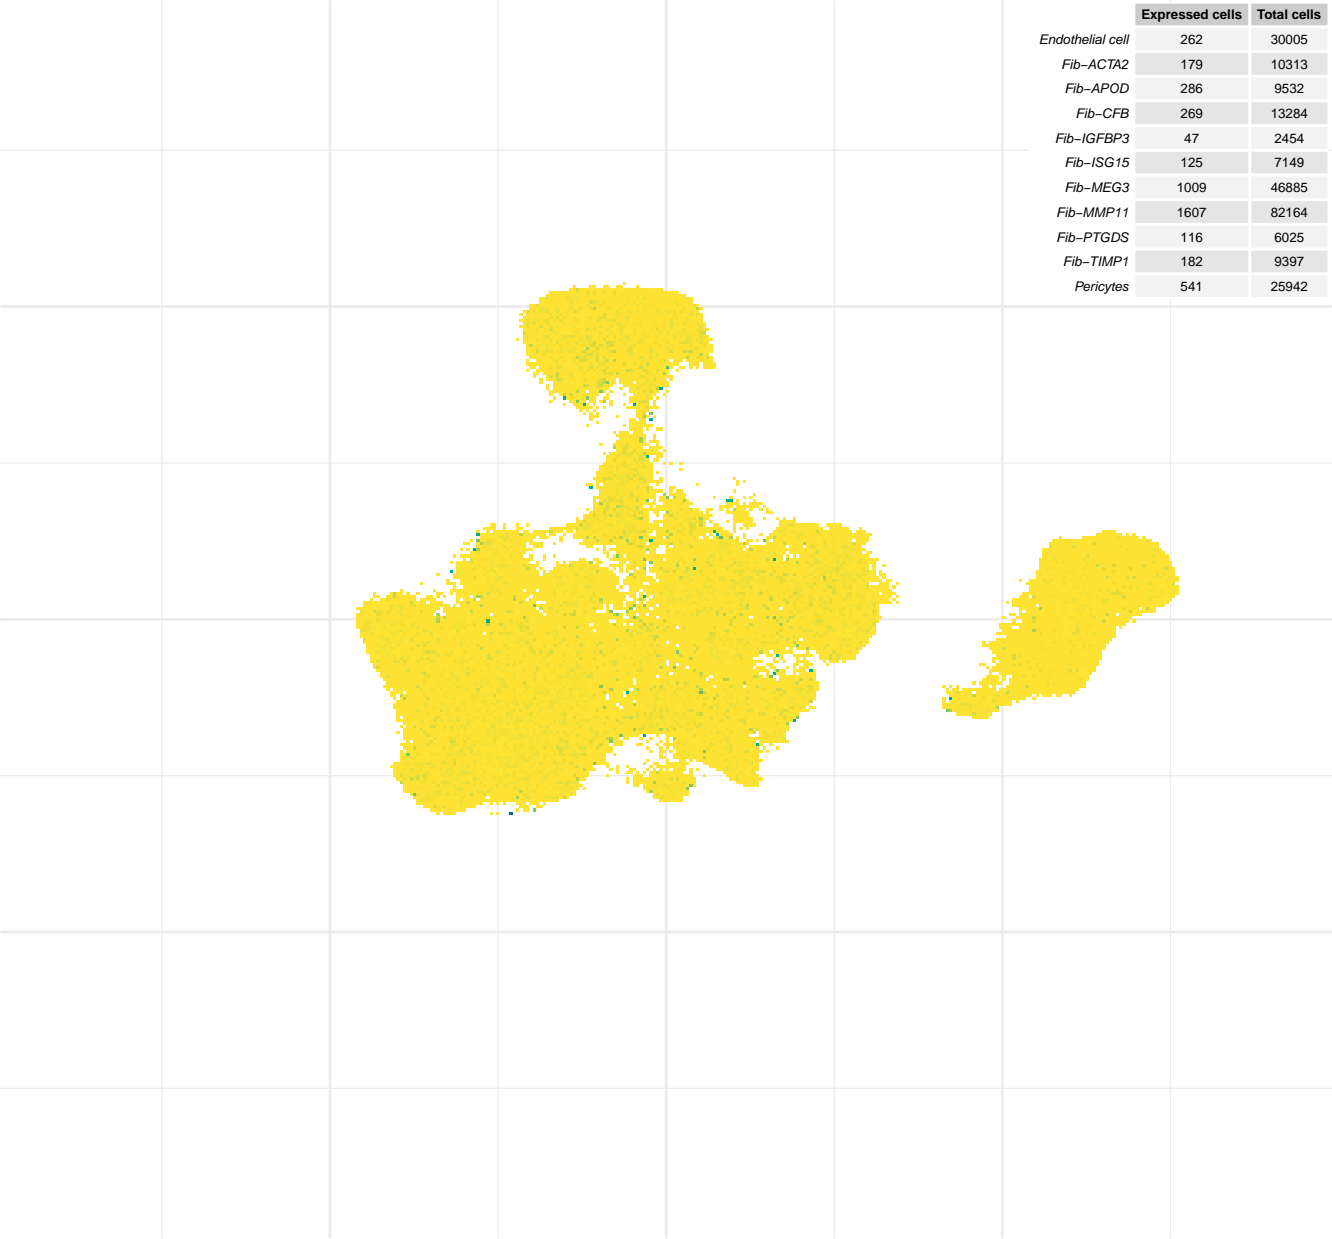 Expressed cells Total cells
Endothelial cell 262 30005
Fib−ACTA2 179 10313
Fib−APOD 286 9532
Fib−CFB 269 13284
Fib−IGFBP3 47 2454
Fib−ISG15 125 7149
Fib−MEG3 1009 46885
Fib−MMP11 1607 82164
Fib−PTGDS 116 6025
Fib−TIMP1 182 9397
Pericytes 541 25942